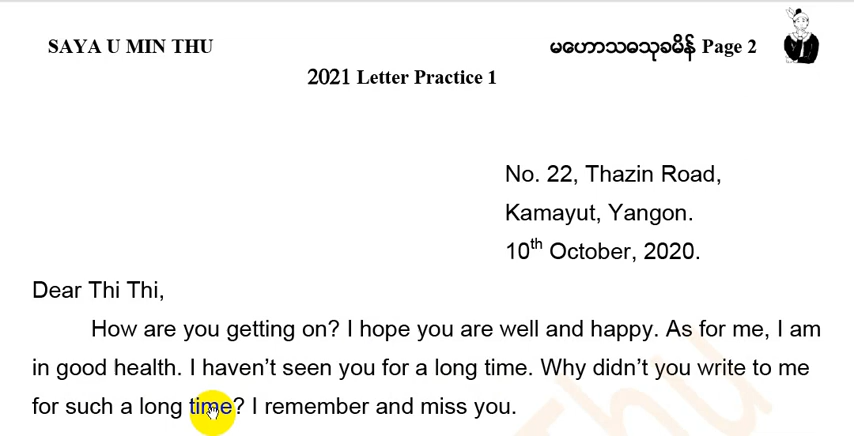 SAYA U MIN THU
မဟောသဓသုခမိန် Page 2
2021 Letter Practice 1
No. 22, Thazin Road,
Kamayut, Yangon.
10th October, 2020.
Dear Thi Thi,
How are you getting on? I hope you are well and happy. As for me, I am
in good health. I haven’t seen you for a long time. Why didn’t you write to me
for such a long time? I remember and miss you.
Thu